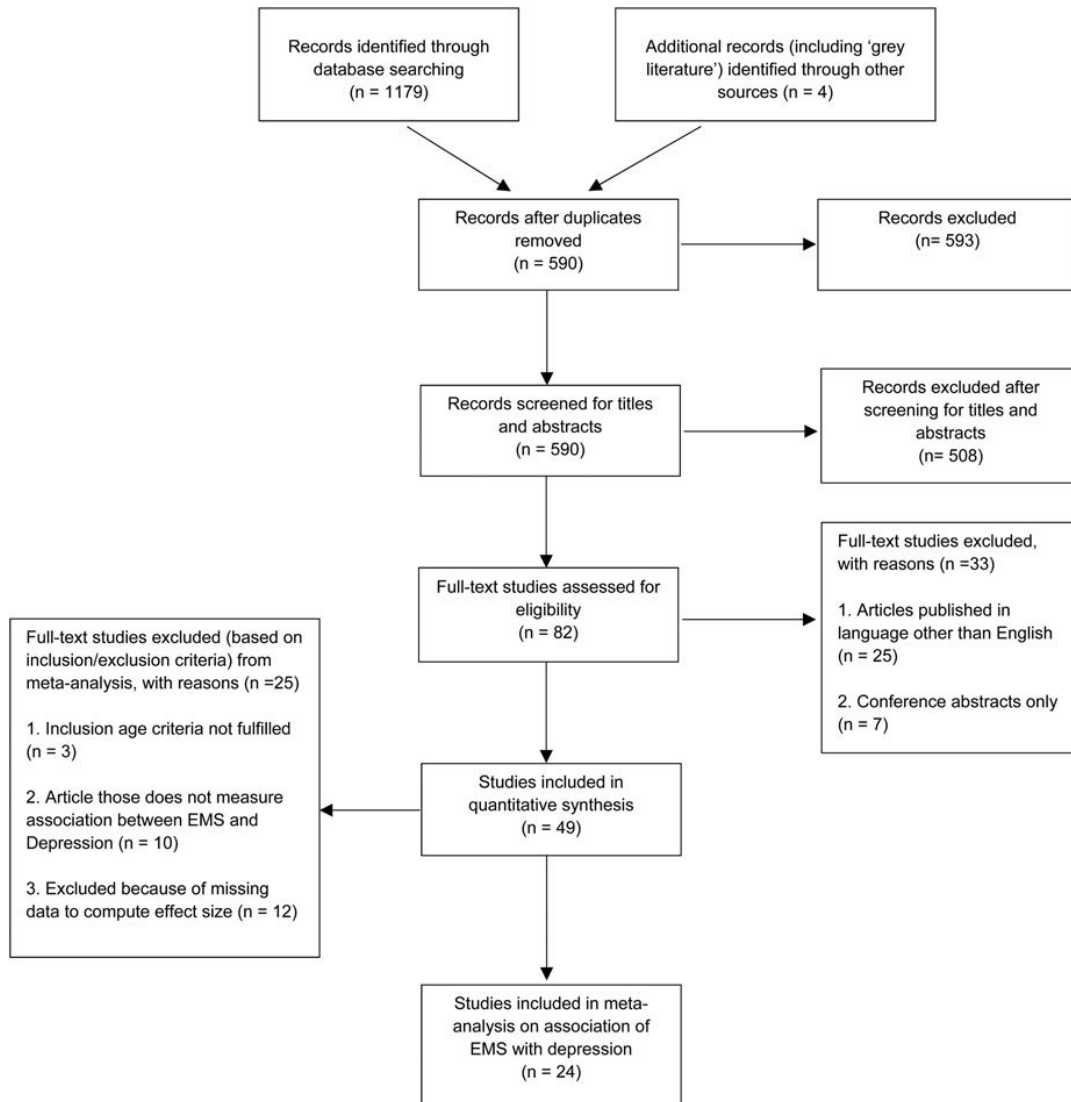 Records identified through
database searching
(n = 1179)
Additional records (including ‘grey
literature’) identified through other
sources (n = 4)
Records after duplicates
removed
(n = 590)
Records excluded
(n= 593)
Records screened for titles
and abstracts
(n = 590)
Records excluded after
screening for titles and
abstracts
(n= 508)
Full-text studies assessed for
eligibility
(n = 82)
Full-text studies excluded,
with reasons (n =33)
1. Articles published in
language other than English
(n = 25)
2. Conference abstracts only
(n = 7)
Full-text studies excluded (based on
inclusion/exclusion criteria) from
meta-analysis, with reasons (n =25)
1. Inclusion age criteria not fulfilled
(n = 3)
2. Article those does not measure
association between EMS and
Depression (n = 10)
3. Excluded because of missing
data to compute effect size (n = 12)
Studies included in
quantitative synthesis
(n = 49)
Studies included in meta-
analysis on association of
EMS with depression
(n = 24)